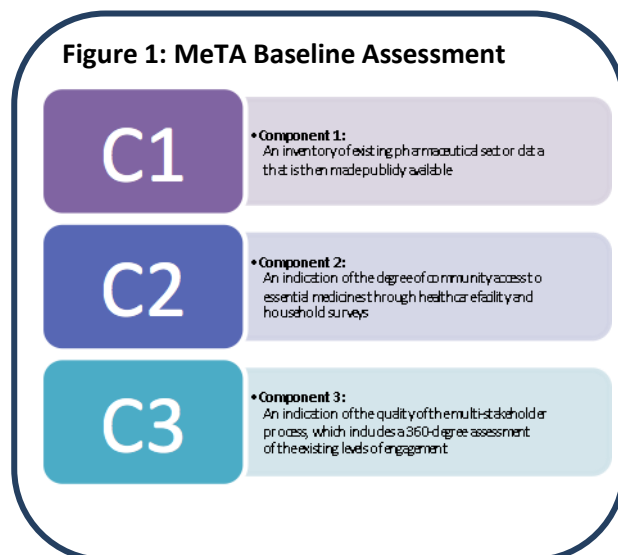 Figure 1: MeTA Baseline Assessment
C1
•Component 1:
An inventory of existing pharmaceutical sector data
that is then made publicly available
C2
•Component 2:
An indication of the degree of community access to
essential medicines through healthcare facility and
household surveys
C3
•Component 3:
An indication of the quality of the multi-stakeholder
process, which includes a 360-degree assessment
of the existing levels of engagement